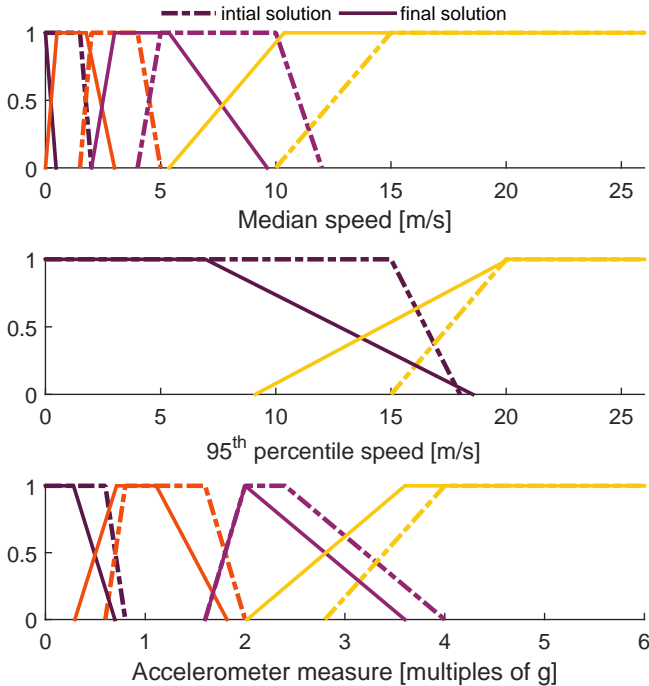 intial solution final solution
1
0.5
0
0 5 10 15 20 25
Median speed [m/s]
1
0.5
0
0 5 10 15 20 25
95th percentile speed [m/s]
1
0.5
0
0 1 2 3 4 5 6
Accelerometer measure [multiples of g]